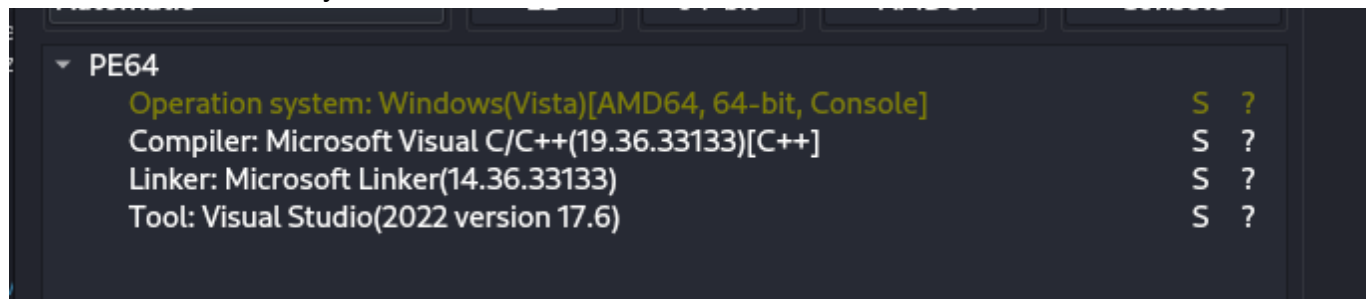 PE64
Operation system: Windows(Vista)[AMD64, 64-bit, Console] S ?
Compiler: Microsoft Visual C/C++(19.36.33133)[C++] S ?
Linker: Microsoft Linker(14.36.33133) S ?
Tool: Visual Studio(2022 version 17.6) S ?